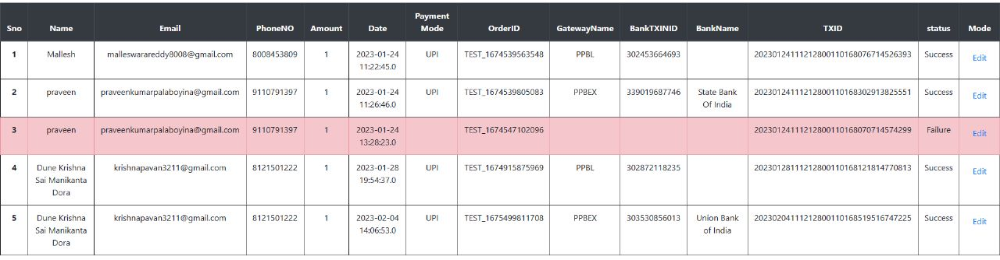 Sno Name Email PhoneNO Amount Date Payment Mode OrderID GatewayName BankTXINID BankName TXID status Mode
1 Mallesh malleswarareddy8008@gmail.com 8008453809 1 2023-01-24 11:22:45.0 UPI TEST_1674539563548 PPBL 302453664693 20230124111212800110168076714526393 Success Edit
2 praveen praveenkumarpalaboyina@gmail.com 9110791397 1 2023-01-24 11:26:46.0 UPI TEST_1674539805083 PPBEX 339019687746 State Bank Of India 20230124111212800110168302913825551 Success Edit
3 praveen praveenkumarpalaboyina@gmail.com 9110791397 1 2023-01-24 13:28:23.0 TEST_1674547102096 20230124111212800110168070714574299 Failure Edit
4 Dune Krishna Sai Manikanta Dora krishnapavan3211@gmail.com 8121501222 1 2023-01-28 19:54:37.0 UPI TEST_1674915875969 PPBL 302872118235 20230128111212800110168121814770813 Success Edit
5 Dune Krishna Sai Manikanta Dora krishnapavan3211@gmail.com 8121501222 1 2023-02-04 14:06:53.0 UPI TEST_1675499811708 PPBEX 303530856013 Union Bank of India 20230204111212800110168519516747225 Success Edit